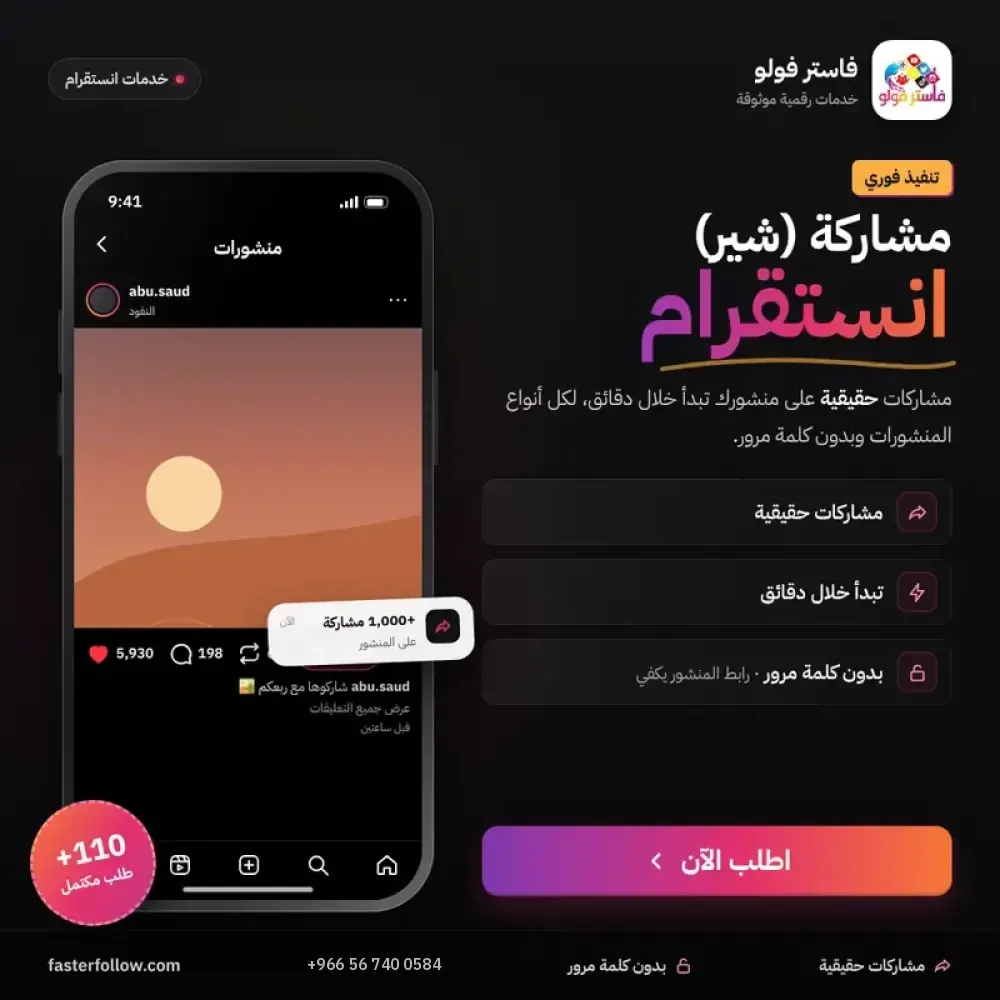 فاستر فولو
فاستر فولو
خدمات رقمية موثوقة
خدمات انستقرام
تنفيذ فوري
مشاركة (شير)
انستقرام
مشاركات حقيقية على منشورك تبدأ خلال دقائق، لكل أنواع
المنشورات وبدون كلمة مرور.
مشاركات حقيقية
تبدأ خلال دقائق
بدون كلمة مرور · رابط المنشور يكفي
اطلب الآن
9:41
منشورات
abu.saud
النفود
+1,000 مشاركة
الآن
على المنشور
5,930
198
abu.saud شاركوها مع ربعكم
عرض جميع التعليقات
قبل ساعتين
+110
طلب مكتمل
مشاركات حقيقية
بدون كلمة مرور
+966 56 740 0584
fasterfollow.com